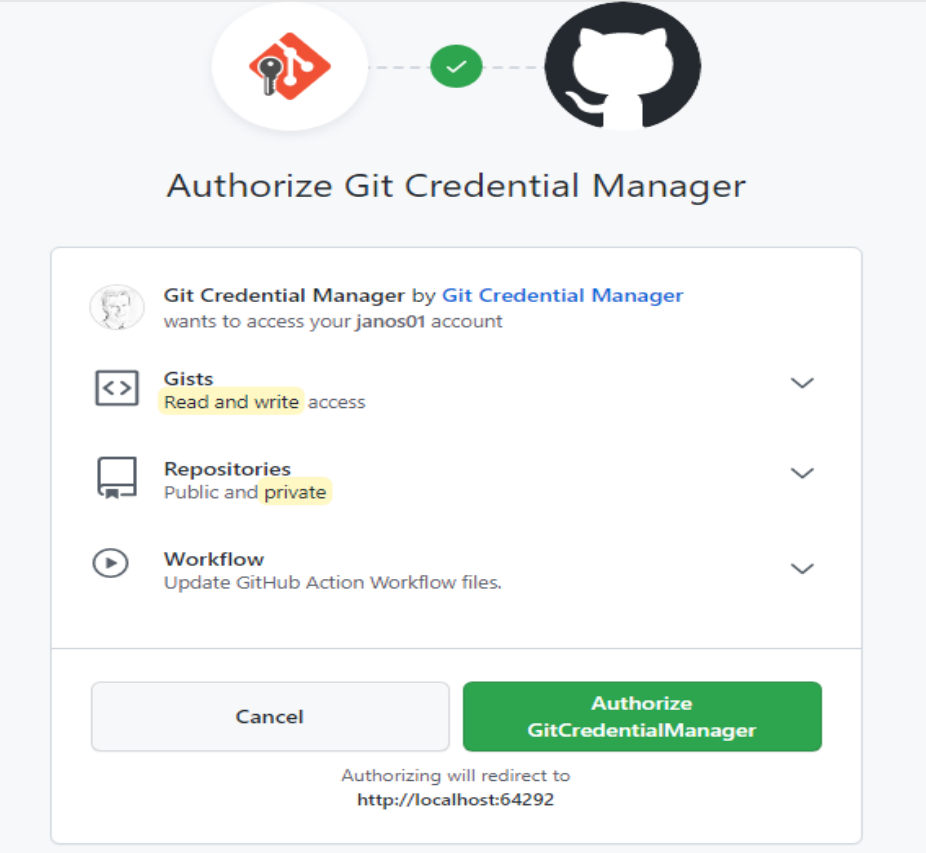 Authorize Git Credential Manager
Git Credential Manager by Git Credential Manager
wants to access your janos01 account
Gists
Read and write access
Repositories
Public and private
Workflow
Update GitHub Action Workflow files.
Cancel
Authorize
GitCredentialManager
Authorizing will redirect to
http://localhost:64292